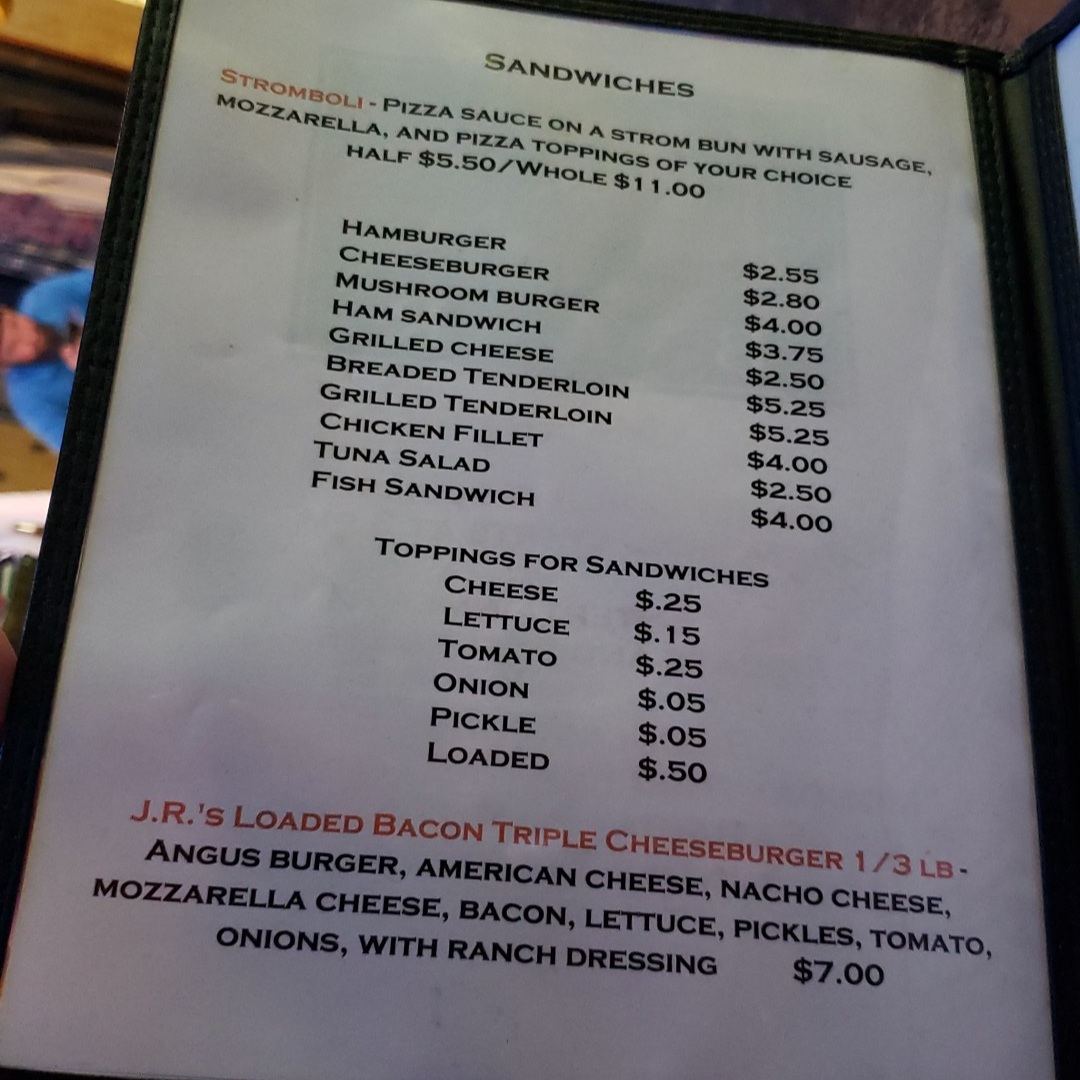 SANDWICHES
STROMBOLI - PIZZA SAUCE ON A STROM BUN WITH SAUSAGE,
MOZZARELLA, AND PIZZA TOPPINGS OF YOUR CHOICE
HALF $5.50/WHOLE $11.00
HAMBURGER $2.55
CHEESEBURGER $2.80
MUSHROOM BURGER $4.00
HAM SANDWICH $3.75
GRILLED CHEESE $2.50
BREADED TENDERLOIN $5.25
GRILLED TENDERLOIN $5.25
CHICKEN FILLET $4.00
TUNA SALAD $2.50
FISH SANDWICH $4.00
TOPPINGS FOR SANDWICHES
CHEESE $.25
LETTUCE $.15
TOMATO $.25
ONION $.05
PICKLE $.05
LOADED $.50
J.R.'S LOADED BACON TRIPLE CHEESEBURGER 1/3 LB -
ANGUS BURGER, AMERICAN CHEESE, NACHO CHEESE,
MOZZARELLA CHEESE, BACON, LETTUCE, PICKLES, TOMATO,
ONIONS, WITH RANCH DRESSING $7.00